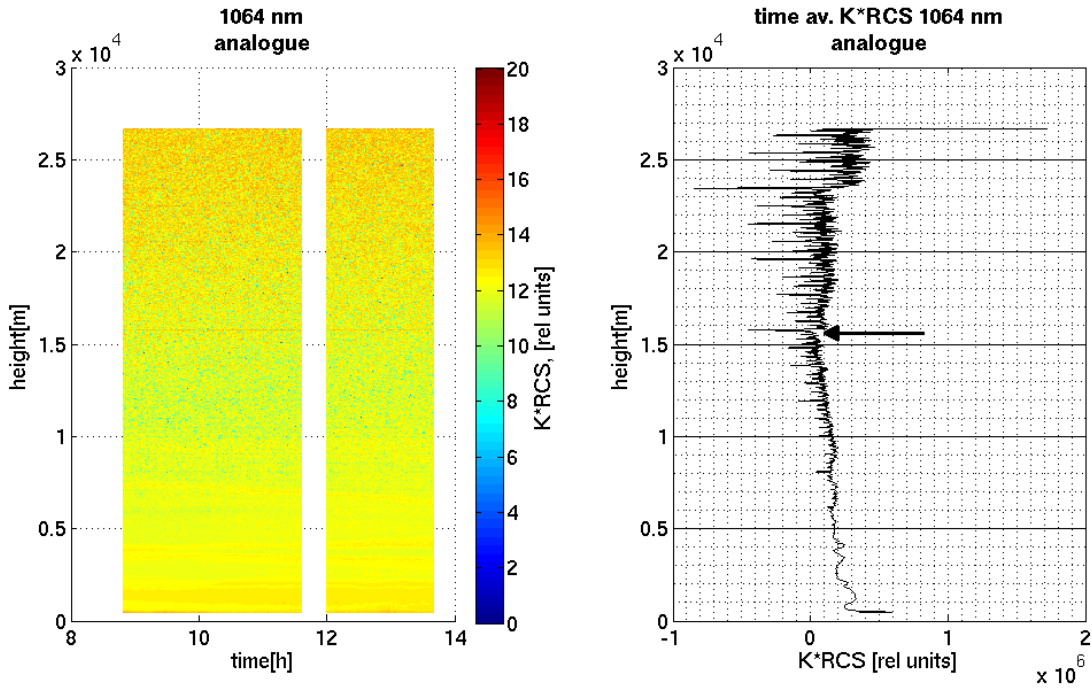 1064 nm
analogue
x 10^4
3
2.5
2
1.5
1
0.5
0
8
10
12
14
height[m]
time[h]
20
18
16
14
12
10
8
6
4
2
0
K*RCS, [rel units]
time av. K*RCS 1064 nm
analogue
x 10^4
3
2.5
2
1.5
1
0.5
0
-1
0
1
2
height[m]
K*RCS [rel units]
x 10^6